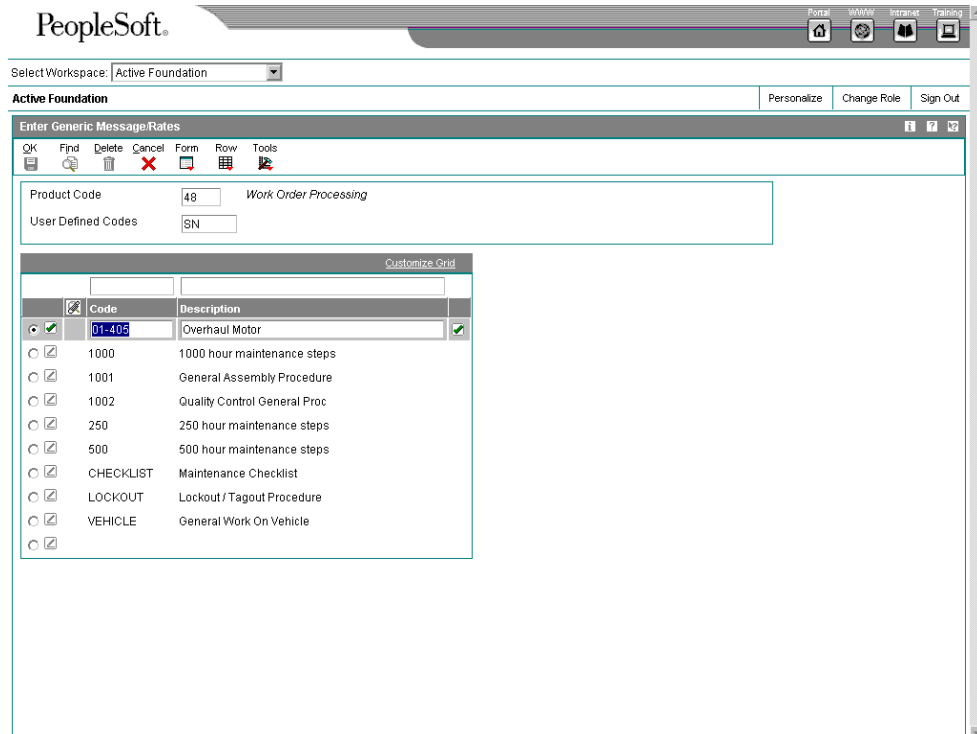 PeopleSoft®
Portal WWW Intranet Training
Select Workspace: Active Foundation
Active Foundation Personalize Change Role Sign Out
Enter Generic Message/Rates i ? ?
OK Find Delete Cancel Form Row Tools
Product Code 48 Work Order Processing
User Defined Codes SN
Customize Grid
Code Description
01-405 Overhaul Motor
1000 1000 hour maintenance steps
1001 General Assembly Procedure
1002 Quality Control General Proc
250 250 hour maintenance steps
500 500 hour maintenance steps
CHECKLIST Maintenance Checklist
LOCKOUT Lockout / Tagout Procedure
VEHICLE General Work On Vehicle